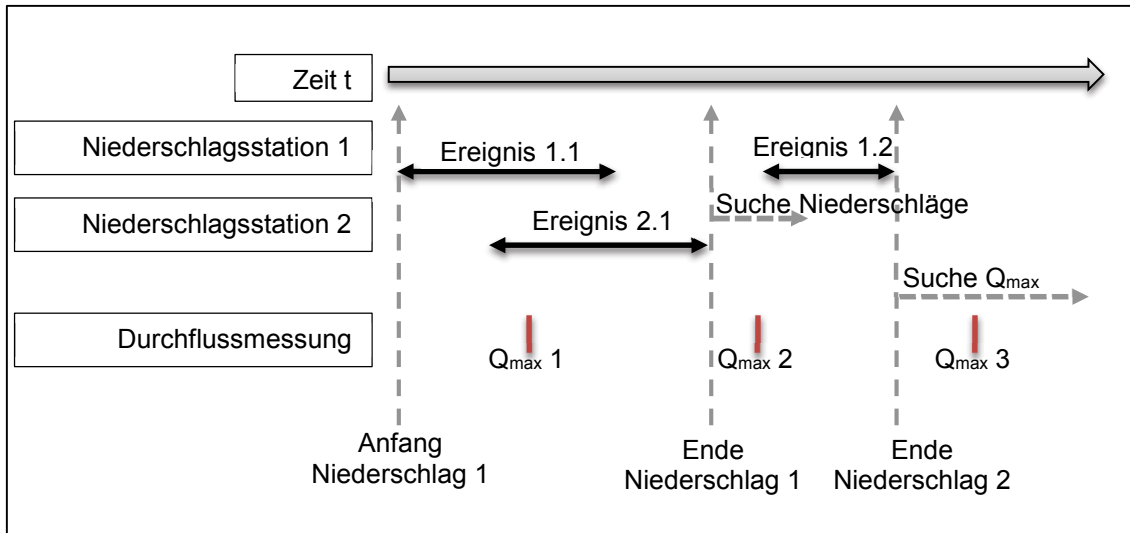 Zeit t
Niederschlagsstation 1
Ereignis 1.1
Ereignis 1.2
Niederschlagsstation 2
Suche Niederschläge
Ereignis 2.1
Suche Qmax
Durchflussmessung
Qmax 1
Qmax 2
Qmax 3
Anfang
Niederschlag 1
Ende
Niederschlag 1
Ende
Niederschlag 2